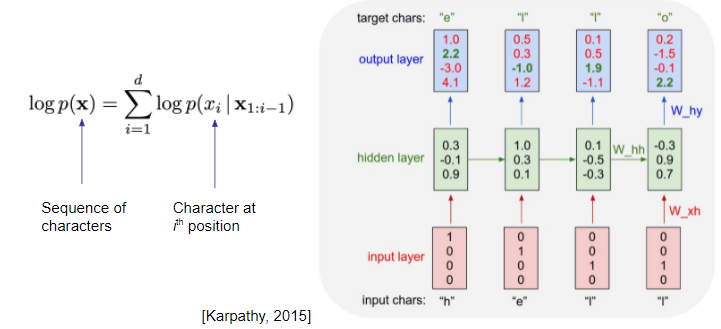 log p(x) = ∑_{i=1}^{d} log p(x_i | x_{1:i−1})
Sequence of
characters
Character at
i^th position
[Karpathy, 2015]
target chars: "e" "l" "l" "o"
output layer
1.0 0.5 0.1 0.2
2.2 0.3 0.5 -1.5
-3.0 -1.0 1.9 -0.1
4.1 1.2 -1.1 2.2
W_hy
hidden layer
0.3 1.0 0.1 -0.3
-0.1 0.3 -0.5 0.9
0.9 0.1 -0.3 0.7
W_hh
W_xh
input layer
1 0 0 0
0 1 0 0
0 0 1 1
0 0 0 0
input chars: "h" "e" "l" "l"